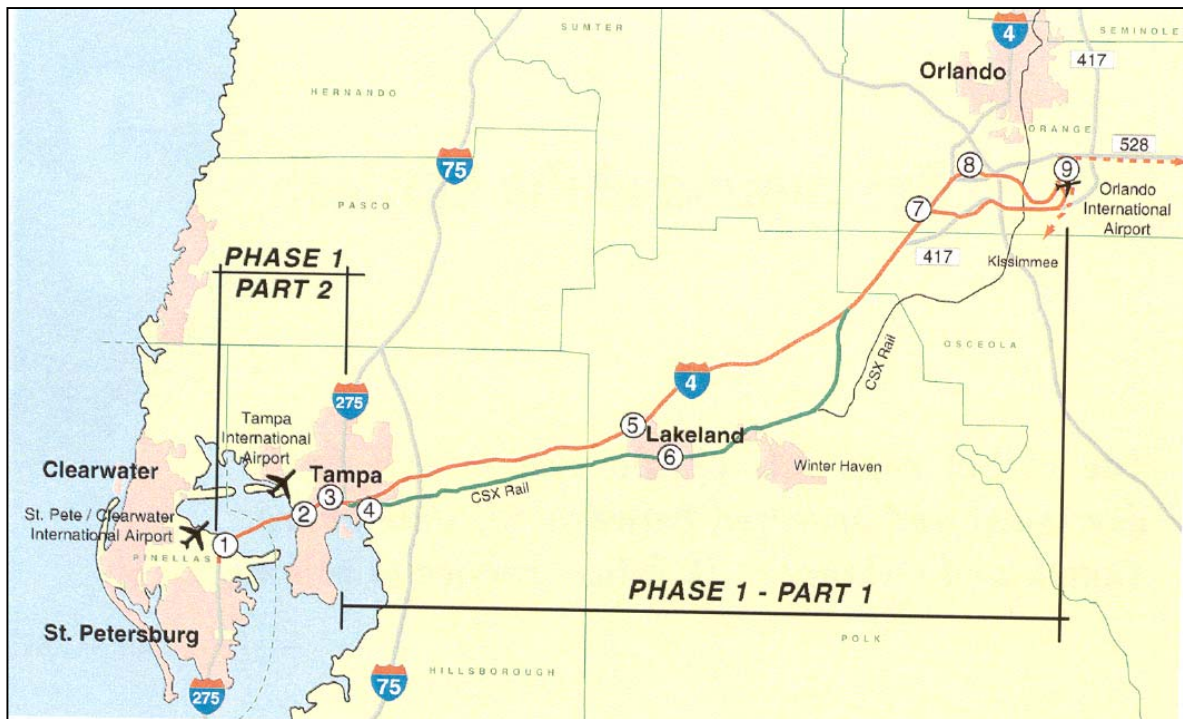 SUMTER
4
SEMINOLE
417
Orlando
HERNANDO
ORANGE
528
75
8
9
PASCO
Orlando
International
Airport
7
417
Kissimmee
PHASE 1
PART 2
OSCEOLA
CSX Rail
4
275
Tampa
International
Airport
5
Lakeland
Clearwater
Tampa
6
Winter Haven
3
CSX Rail
St. Pete / Clearwater
International Airport
2
4
1
PINELLAS
PHASE 1 - PART 1
St. Petersburg
POLK
HILLSBOROUGH
275
75